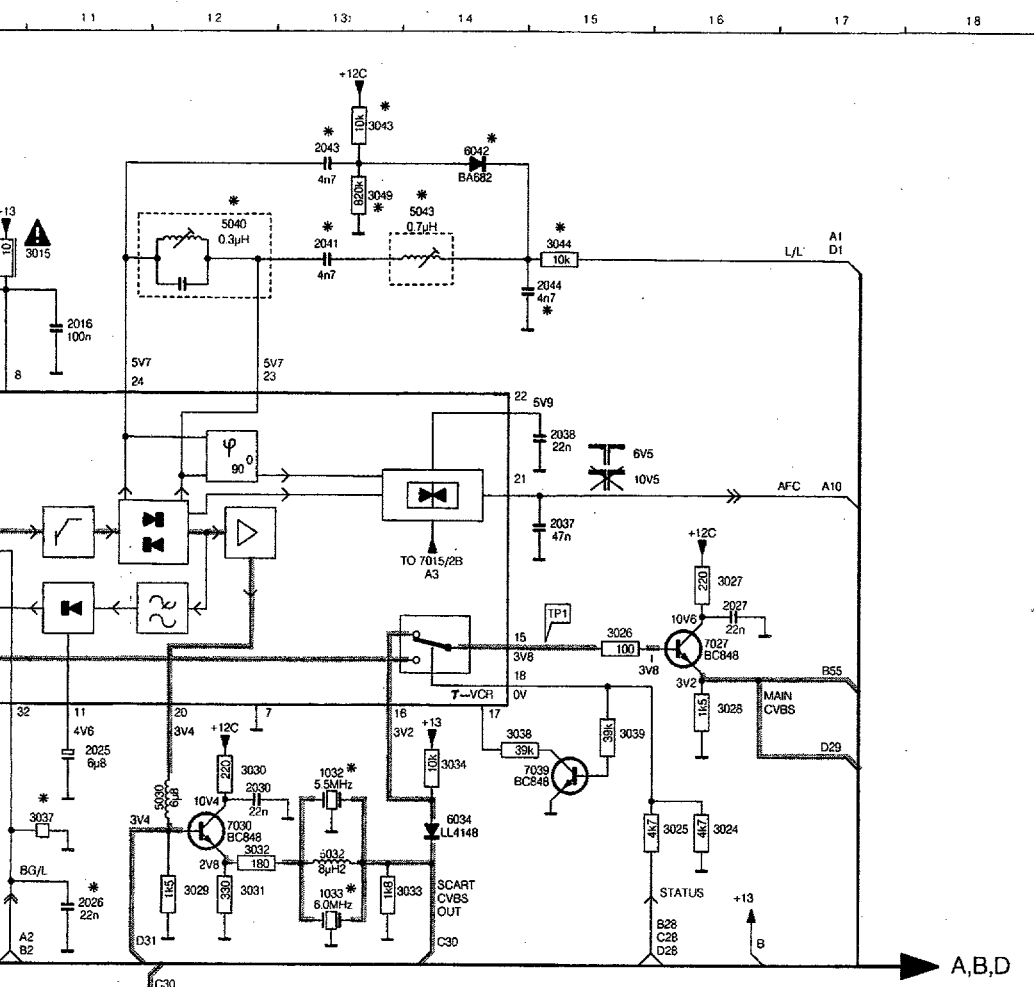 11 12 13 14 15 16 17 18
+12C
10k 3043
2043
4n7
6042
BA682
820k 3049
5040
0.3µH
2041
4n7
5043
0.7µH
3044
10k
L/L'
A1
D1
+13
10
3015
2044
4n7
2016
100n
8
5V7
24
5V7
23
22
5V9
φ
90
0
2038
22n
6V5
10V5
21
AFC A10
2037
47n
TO 7015/2B
A3
+12C
220 3027
TP1
10V6 2027
22n
15
3V8
3026
100
3V8
7027
BC848
18
0V
3V2
B55
MAIN
CVBS
1k5 3028
τ—VCR
32 11 20 7 16 17
4V6
3V4
3V2
+12C
+13
2025
6µ8
220 3030
2030
22n
10V4
1032
5.5MHz
10k 3034
3038
39k
39k 3039
7039
BC848
D29
5030
6µ8
3037
3V4
7030
BC848
6034
LL4148
3032
180
5032
8µH2
2V8
4k7 3025
4k7 3024
BG/L
1k5 3029
330 3031
1033
6.0MHz
1k8 3033
SCART
CVBS
OUT
STATUS
2026
22n
+13
A2
B2
D31
C30
B28
C28
D28
B
A,B,D
C30